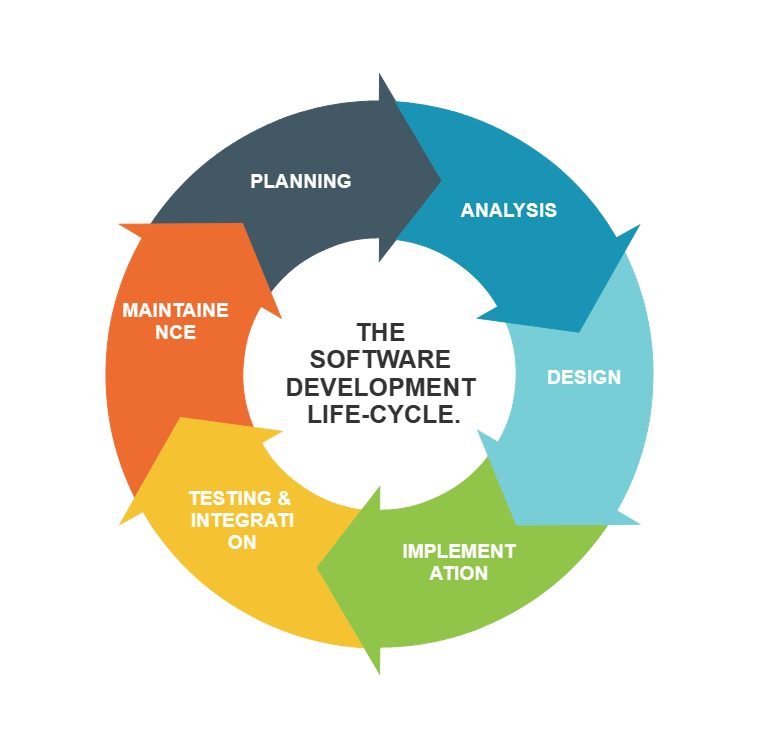 PLANNING
ANALYSIS
MAINTAINE
NCE
THE
SOFTWARE
DEVELOPMENT
LIFE-CYCLE.
DESIGN
TESTING &
INTEGRATI
ON
IMPLEMENT
ATION